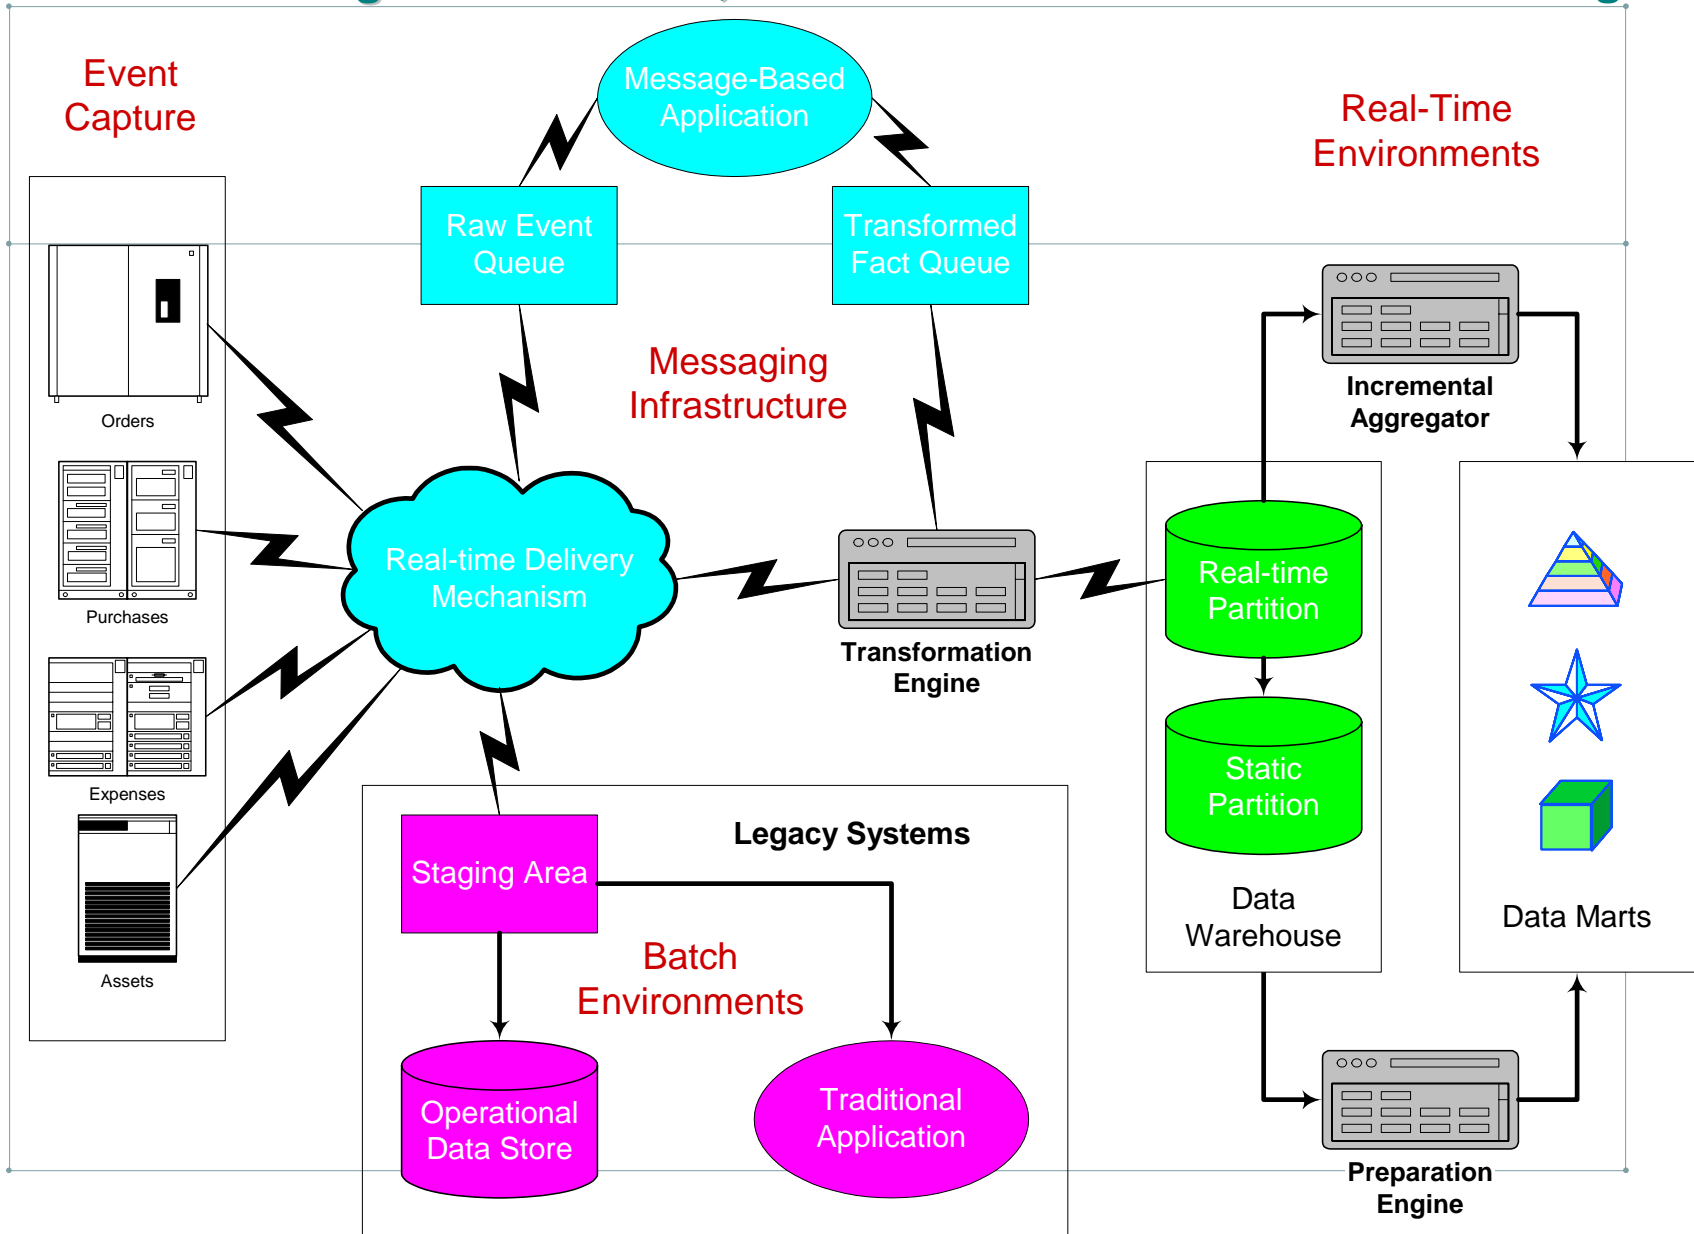 Event
Capture
Message-Based
Application
Real-Time
Environments
Raw Event
Queue
Transformed
Fact Queue
Messaging
Infrastructure
Incremental
Aggregator
Orders
Purchases
Real-time Delivery
Mechanism
Transformation
Engine
Real-time
Partition
Expenses
Static
Partition
Legacy Systems
Staging Area
Data
Warehouse
Data Marts
Assets
Batch
Environments
Operational
Data Store
Traditional
Application
Preparation
Engine